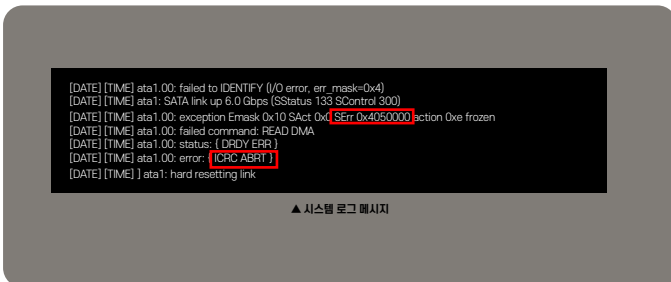 [DATE] [TIME] ata1.00: failed to IDENTIFY (I/O error, err_mask=0x4)
[DATE] [TIME] ata1: SATA link up 6.0 Gbps (SStatus 133 SControl 300)
[DATE] [TIME] ata1.00: exception Emask 0x10 SAct 0x0 SErr 0x4050000 action 0xe frozen
[DATE] [TIME] ata1.00: failed command: READ DMA
[DATE] [TIME] ata1.00: status: { DRDY ERR }
[DATE] [TIME] ata1.00: error: { ICRC ABRT }
[DATE] [TIME] ] ata1: hard resetting link
▲ 시스템 로그 메시지